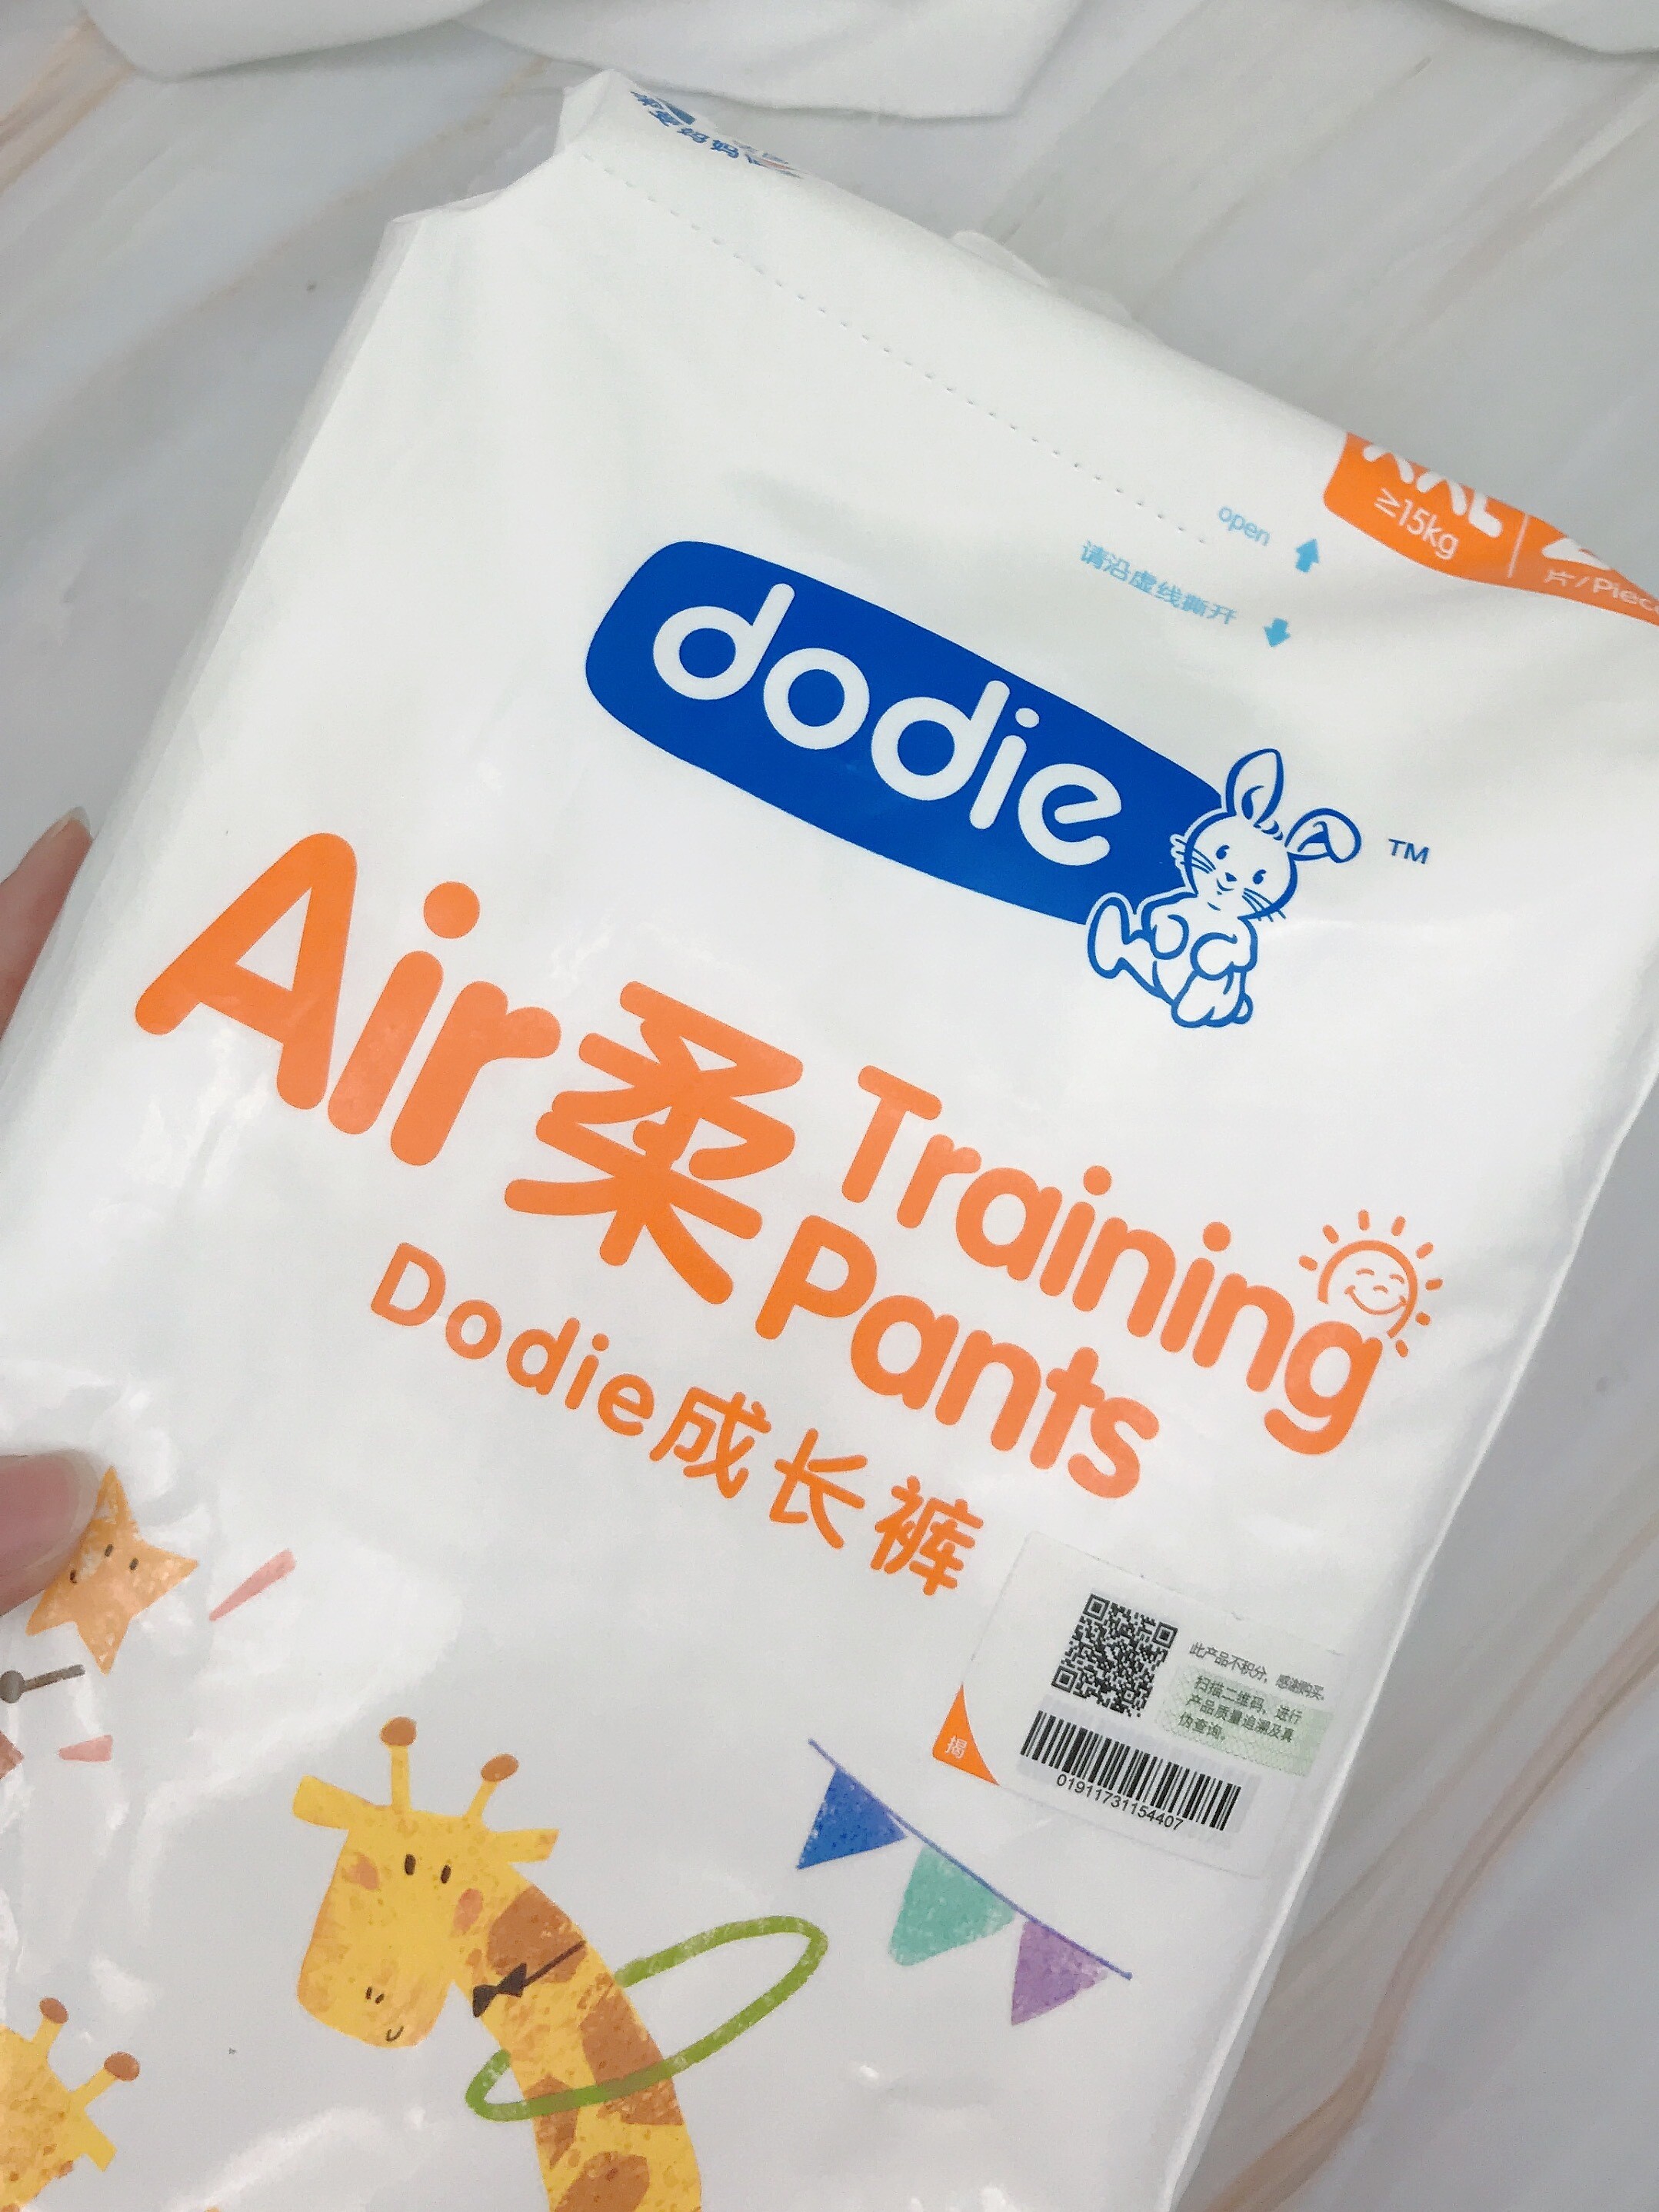 open
请沿虚线撕开
XXL
≥15kg
片/Piece
dodie
TM
Air柔 Training
Pants
Dodie成长裤
此产品不积分，感谢购买。
扫描二维码，进行
产品质量追溯及真
伪查询。
揭
01911731154407